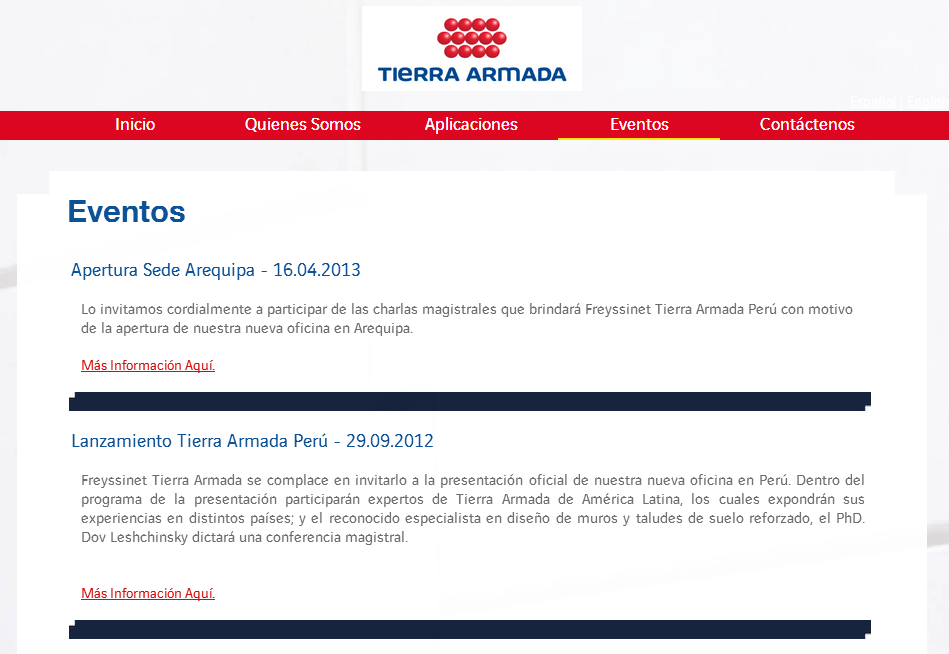 TIERRA ARMADA
Español | English
Inicio Quienes Somos Aplicaciones Eventos Contáctenos
Eventos
Apertura Sede Arequipa - 16.04.2013
Lo invitamos cordialmente a participar de las charlas magistrales que brindará Freyssinet Tierra Armada Perú con motivo
de la apertura de nuestra nueva oficina en Arequipa.
Más Información Aquí.
Lanzamiento Tierra Armada Perú - 29.09.2012
Freyssinet Tierra Armada se complace en invitarlo a la presentación oficial de nuestra nueva oficina en Perú. Dentro del
programa de la presentación participarán expertos de Tierra Armada de América Latina, los cuales expondrán sus
experiencias en distintos países; y el reconocido especialista en diseño de muros y taludes de suelo reforzado, el PhD.
Dov Leshchinsky dictará una conferencia magistral.
Más Información Aquí.